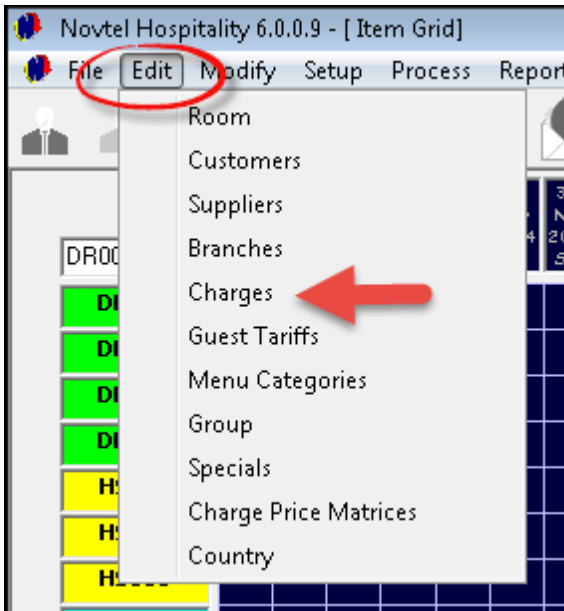 Novtel Hospitality 6.0.0.9 - [ Item Grid]
File Edit Modify Setup Process Report
Room
Customers
Suppliers
Branches
Charges
Guest Tariffs
Menu Categories
Group
Specials
Charge Price Matrices
Country